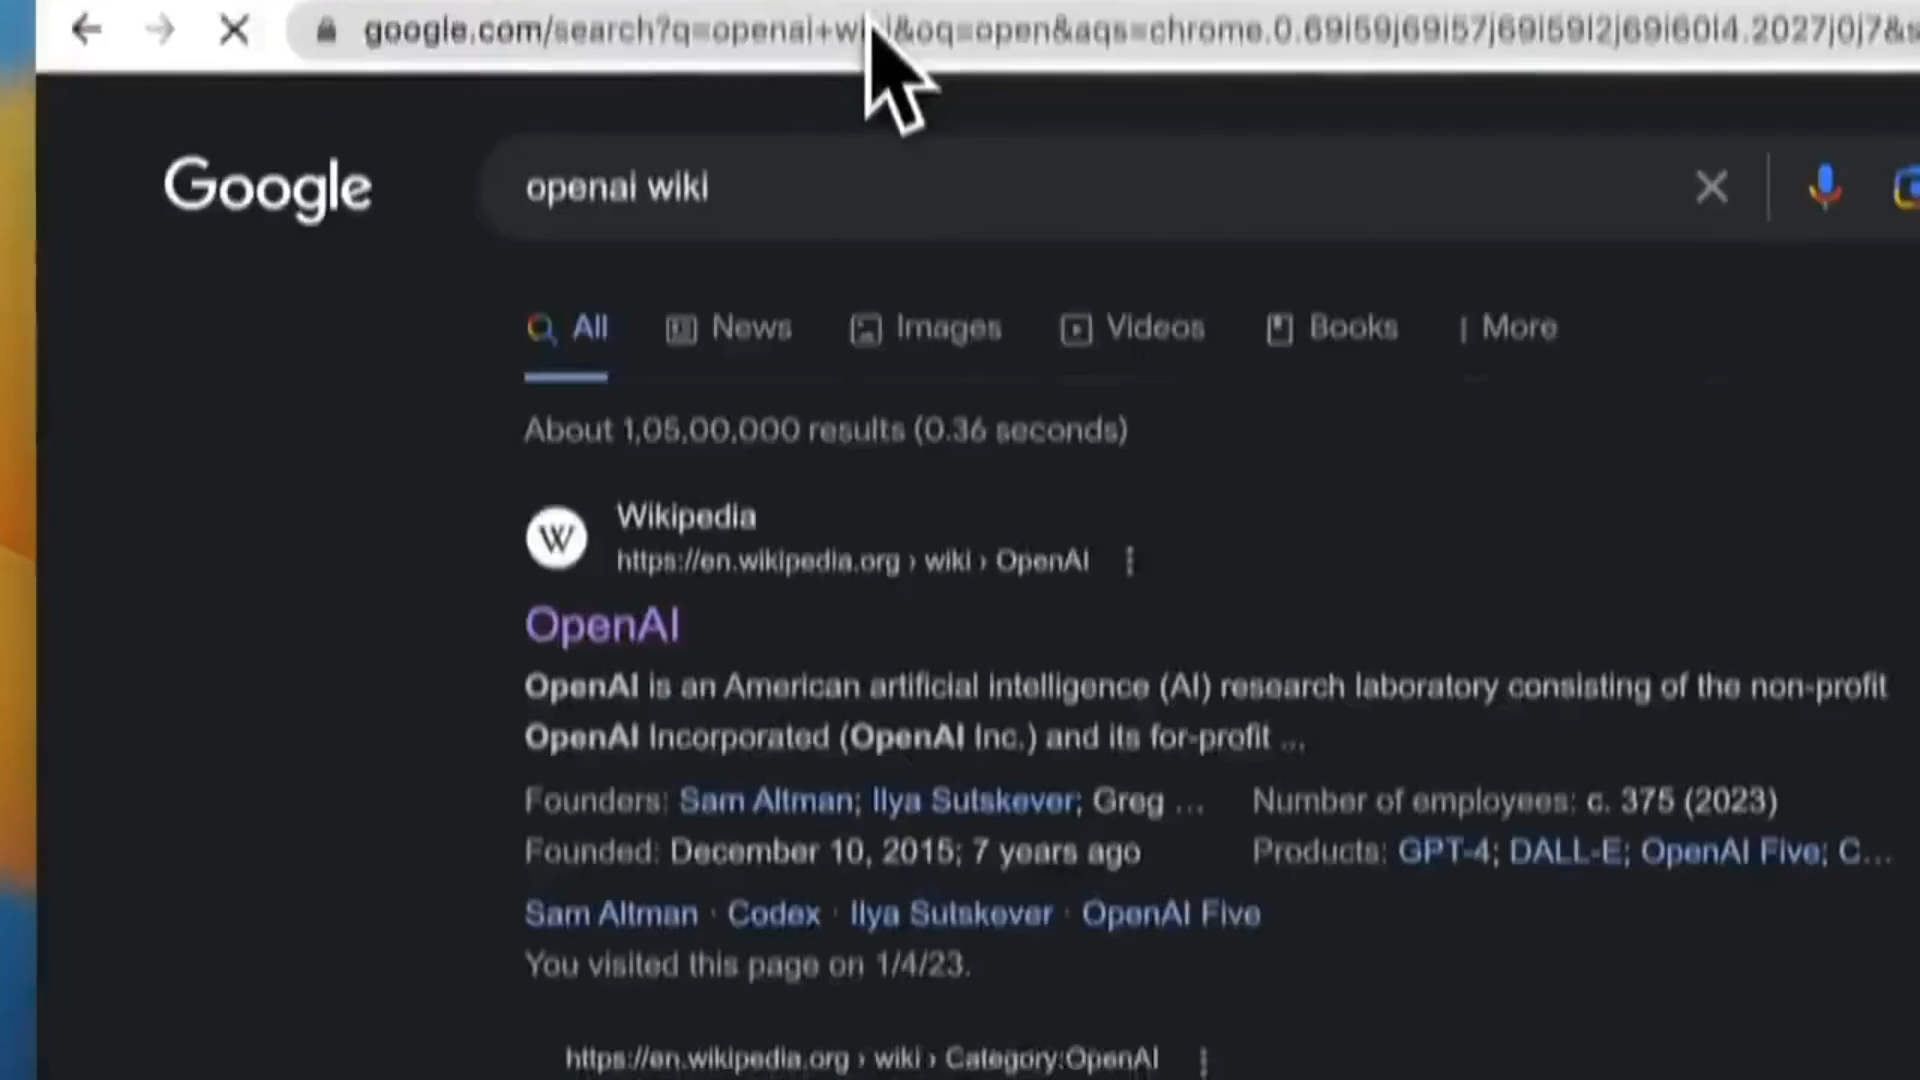 google.com/search?q=openai+wiki&oq=open&aqs=chrome.0.69l59j69l57j69l59l2j69l60l4.2027j0j7&s
Google
openai wiki
All News Images Videos Books More
About 1,05,00,000 results (0.36 seconds)
W
Wikipedia
https://en.wikipedia.org › wiki › OpenAI
OpenAI
OpenAI is an American artificial intelligence (AI) research laboratory consisting of the non-profit
OpenAI Incorporated (OpenAI Inc.) and its for-profit ...
Founders: Sam Altman; Ilya Sutskever; Greg ... Number of employees: c. 375 (2023)
Founded: December 10, 2015; 7 years ago Products: GPT-4; DALL-E; OpenAI Five; C...
Sam Altman · Codex · Ilya Sutskever · OpenAI Five
You visited this page on 1/4/23.
https://en.wikipedia.org › wiki › Category:OpenAI